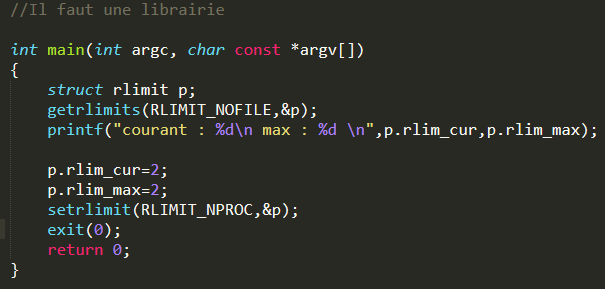 //Il faut une librairie
int main(int argc, char const *argv[])
{
struct rlimit p;
getrlimits(RLIMIT_NOFILE,&p);
printf("courant : %d\n max : %d \n",p.rlim_cur,p.rlim_max);
p.rlim_cur=2;
p.rlim_max=2;
setrlimit(RLIMIT_NPROC,&p);
exit(0);
return 0;
}